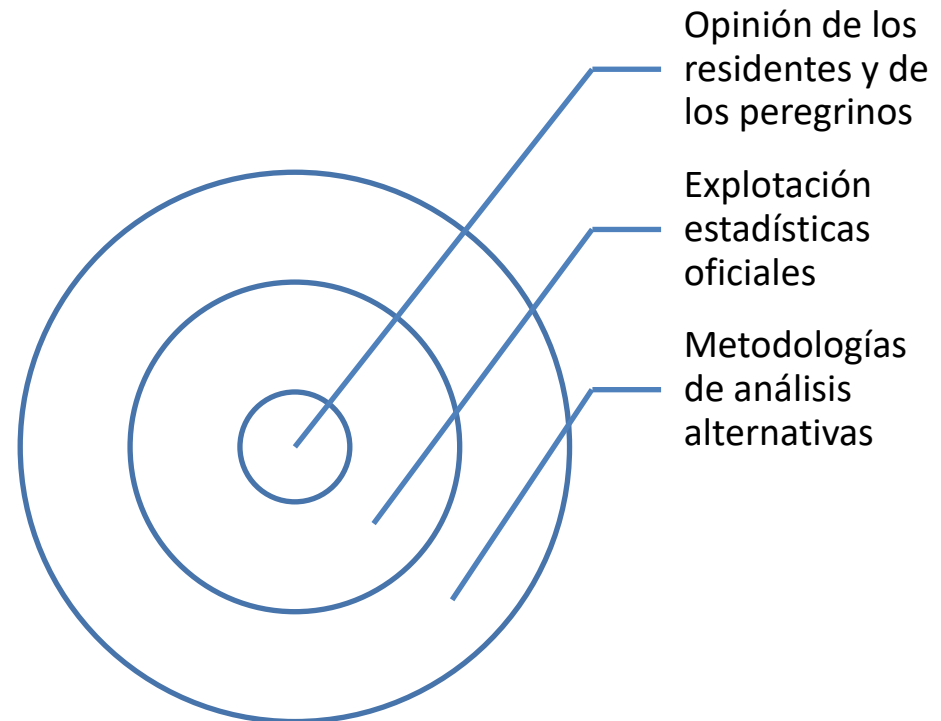 Opinión de los
residentes y de
los peregrinos
Explotación
estadísticas
oficiales
Metodologías
de análisis
alternativas